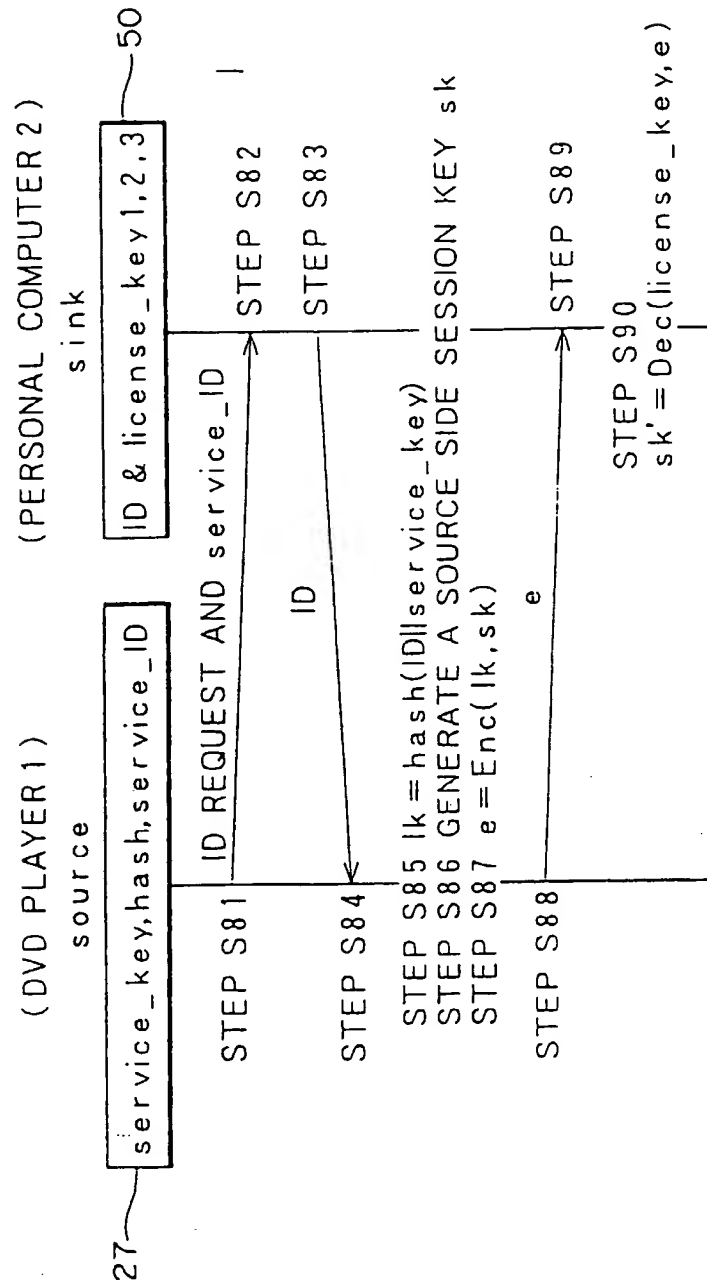 (DVD PLAYER 1)
source
27
service_key,hash,service_ID
(PERSONAL COMPUTER 2)
sink
ID & license_key1,2,3
50
STEP S81
ID REQUEST AND service_ID
STEP S82
STEP S83
ID
STEP S84
STEP S85 lk=hash(ID||service_key)
STEP S86 GENERATE A SOURCE SIDE SESSION KEY sk
STEP S87 e=Enc(lk,sk)
STEP S88
e
STEP S89
STEP S90
sk'=Dec(license_key,e)